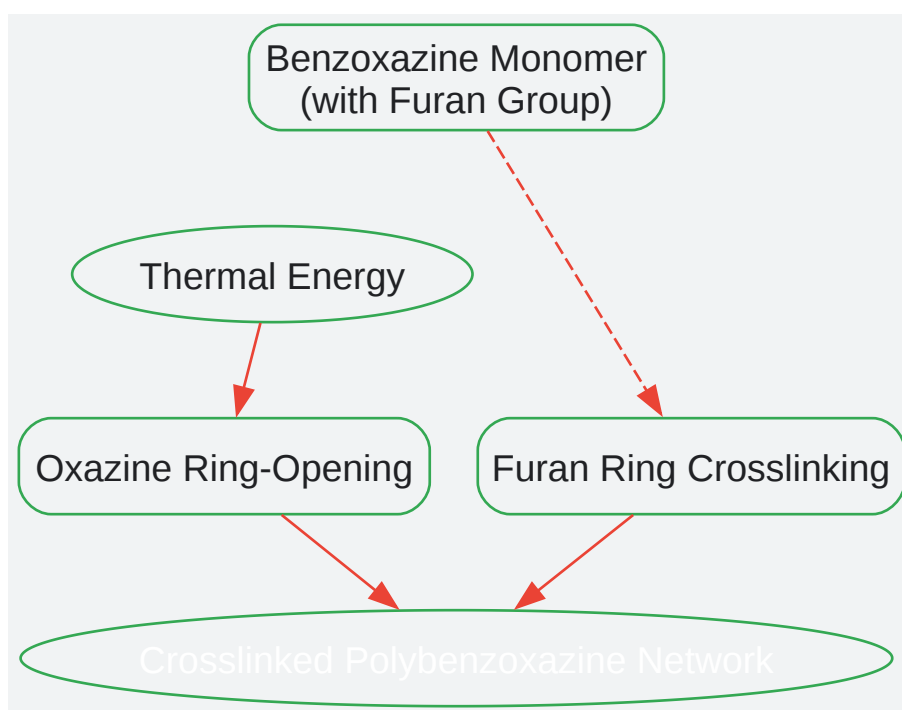 Benzoxazine Monomer
(with Furan Group)
Thermal Energy
Oxazine Ring-Opening
Furan Ring Crosslinking
Crosslinked Polybenzoxazine Network